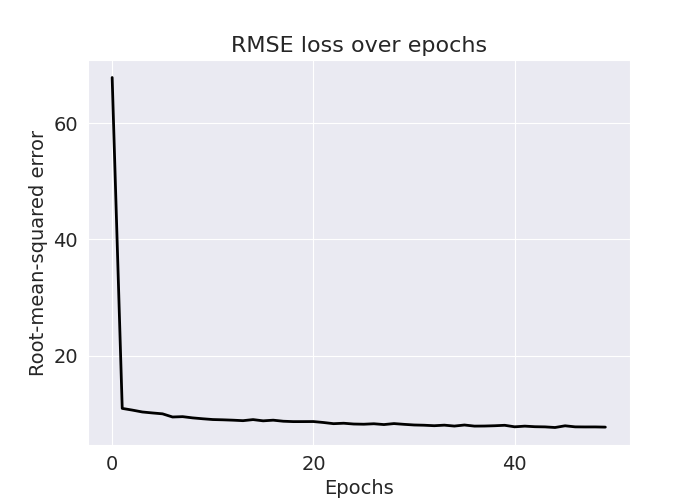 RMSE loss over epochs
Root-mean-squared error
60
40
20
0 20 40
Epochs